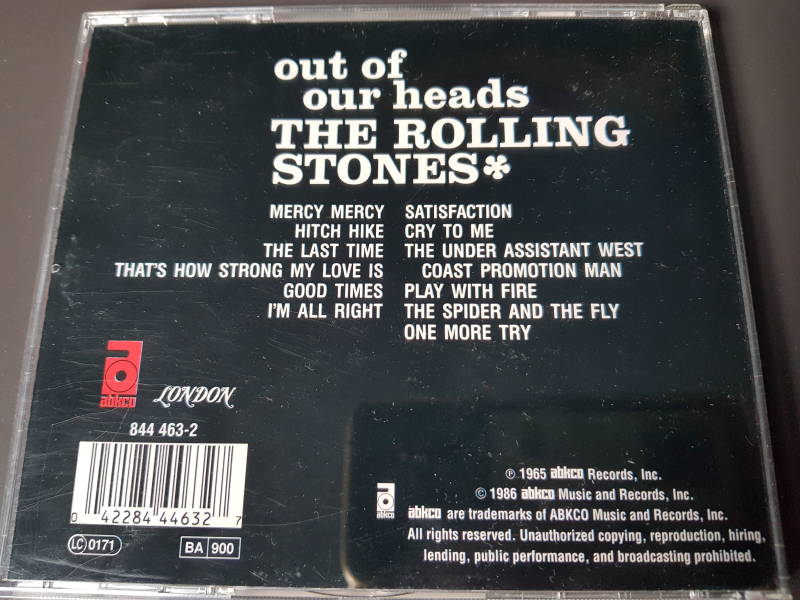 out of
our heads
THE ROLLING
STONES*
MERCY MERCY
HITCH HIKE
THE LAST TIME
THAT'S HOW STRONG MY LOVE IS
GOOD TIMES
I'M ALL RIGHT
SATISFACTION
CRY TO ME
THE UNDER ASSISTANT WEST
COAST PROMOTION MAN
PLAY WITH FIRE
THE SPIDER AND THE FLY
ONE MORE TRY
abkco
LONDON
844 463-2
0 42284 44632 7
LC 0171
BA 900
℗ 1965 abkco Records, Inc.
© 1986 abkco Music and Records, Inc.
abkco
abkco are trademarks of ABKCO Music and Records, Inc.
All rights reserved. Unauthorized copying, reproduction, hiring,
lending, public performance, and broadcasting prohibited.